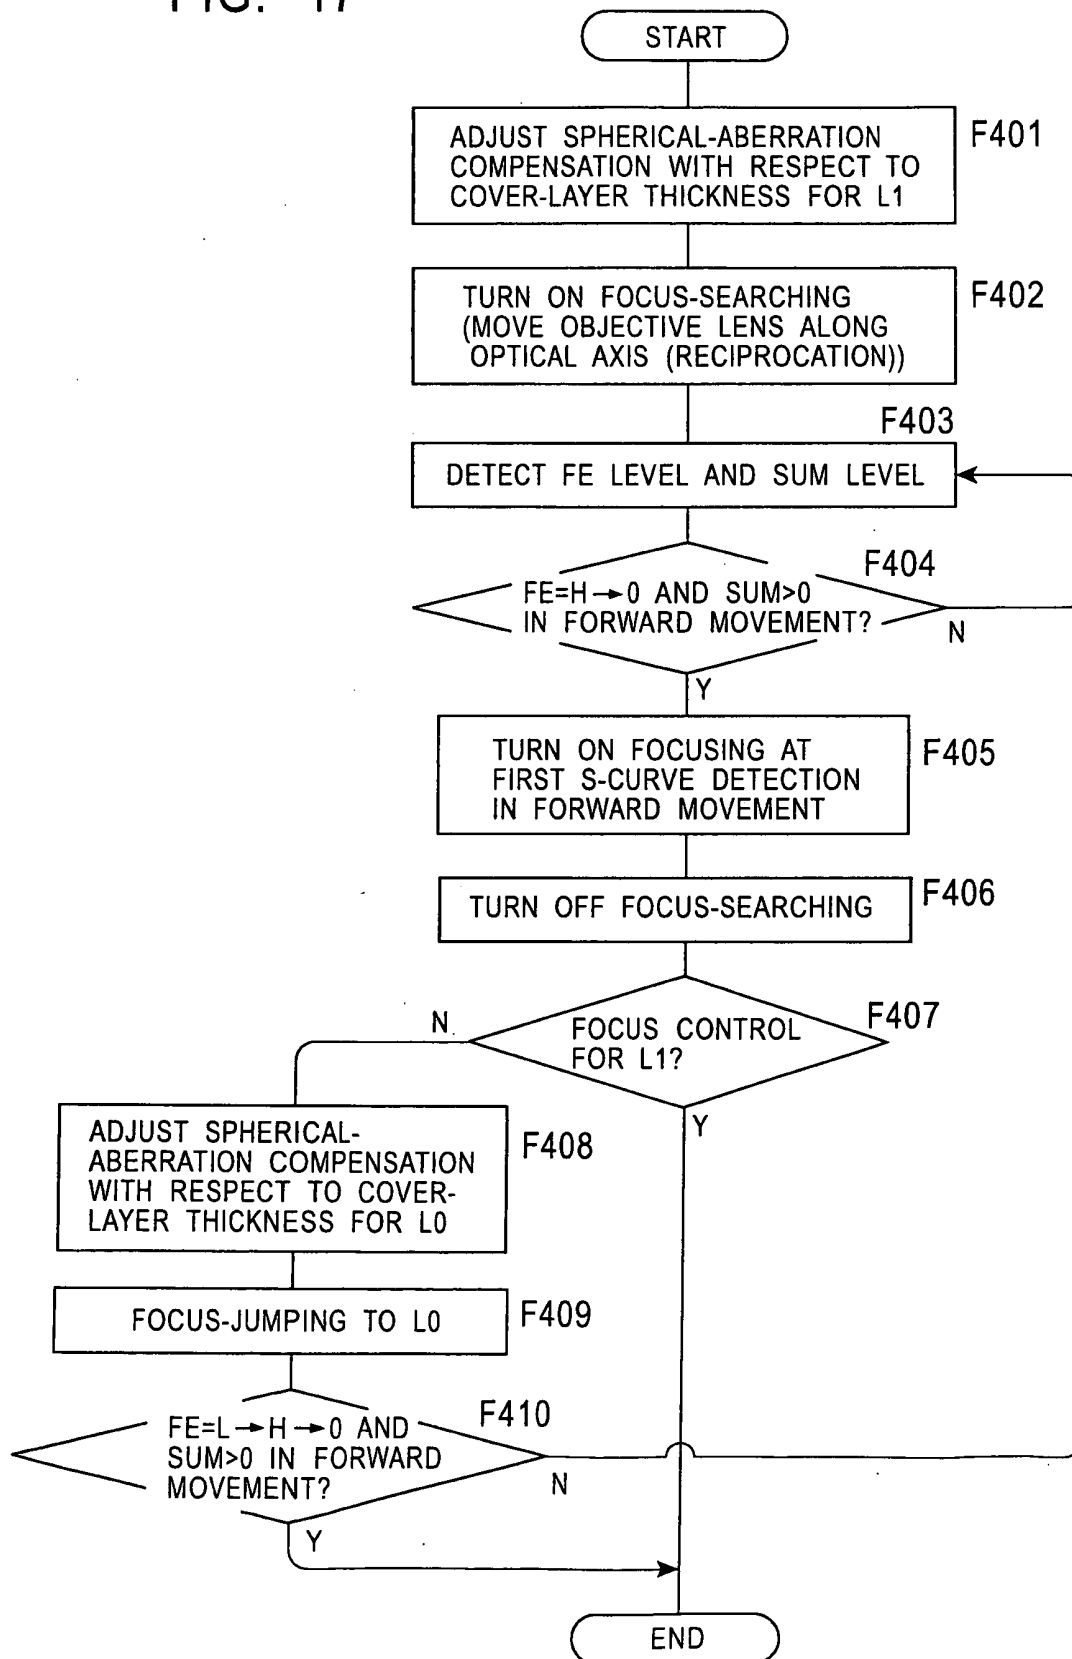 FIG. 17
START
ADJUST SPHERICAL-ABERRATION
COMPENSATION WITH RESPECT TO
COVER-LAYER THICKNESS FOR L1
F401
TURN ON FOCUS-SEARCHING
(MOVE OBJECTIVE LENS ALONG
OPTICAL AXIS (RECIPROCATION))
F402
F403
DETECT FE LEVEL AND SUM LEVEL
F404
FE=H→0 AND SUM>0
IN FORWARD MOVEMENT?
N
Y
TURN ON FOCUSING AT
FIRST S-CURVE DETECTION
IN FORWARD MOVEMENT
F405
TURN OFF FOCUS-SEARCHING
F406
F407
FOCUS CONTROL
FOR L1?
N
Y
ADJUST SPHERICAL-
ABERRATION COMPENSATION
WITH RESPECT TO COVER-
LAYER THICKNESS FOR L0
F408
FOCUS-JUMPING TO L0
F409
F410
FE=L→H→0 AND
SUM>0 IN FORWARD
MOVEMENT?
N
Y
END